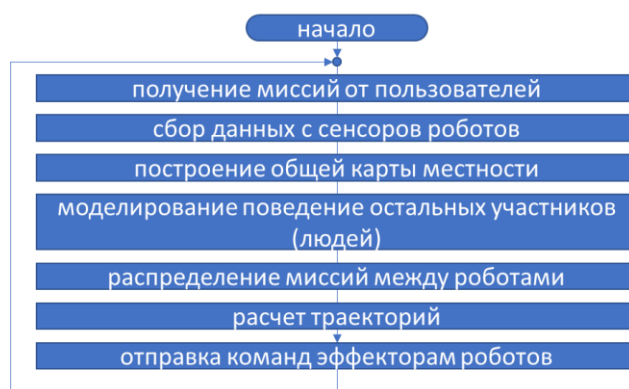 начало
получение миссий от пользователей
сбор данных с сенсоров роботов
построение общей карты местности
моделирование поведение остальных участников
(людей)
распределение миссий между роботами
расчет траекторий
отправка команд эффекторам роботов